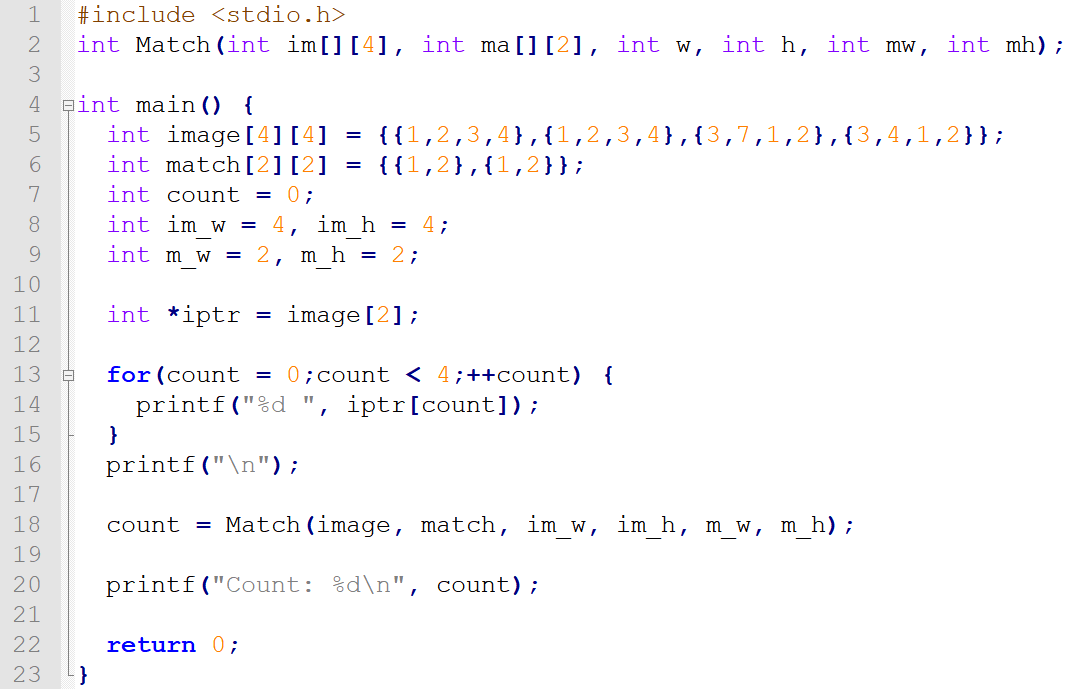 1 #include <stdio.h>
2 int Match(int im[][4], int ma[][2], int w, int h, int mw, int mh);
3
4 int main() {
5   int image[4][4] = {{1,2,3,4},{1,2,3,4},{3,7,1,2},{3,4,1,2}};
6   int match[2][2] = {{1,2},{1,2}};
7   int count = 0;
8   int im_w = 4, im_h = 4;
9   int m_w = 2, m_h = 2;
10
11   int *iptr = image[2];
12
13   for(count = 0;count < 4;++count) {
14     printf("%d ", iptr[count]);
15   }
16   printf("\n");
17
18   count = Match(image, match, im_w, im_h, m_w, m_h);
19
20   printf("Count: %d\n", count);
21
22   return 0;
23 }